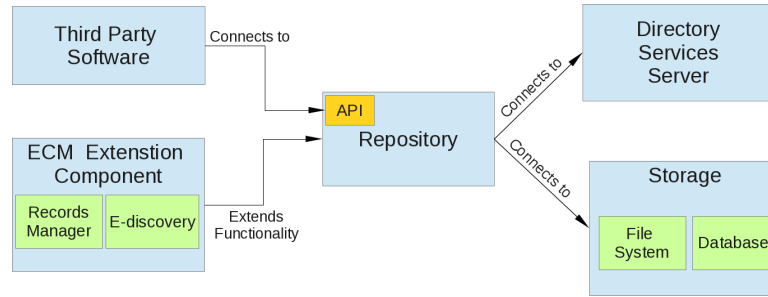 Third Party
Software
Connects to
API
Repository
ECM  Extenstion
Component
Records
Manager
E-discovery
Extends
Functionality
Connects to
Directory
Services
Server
Connects to
Storage
File
System
Database